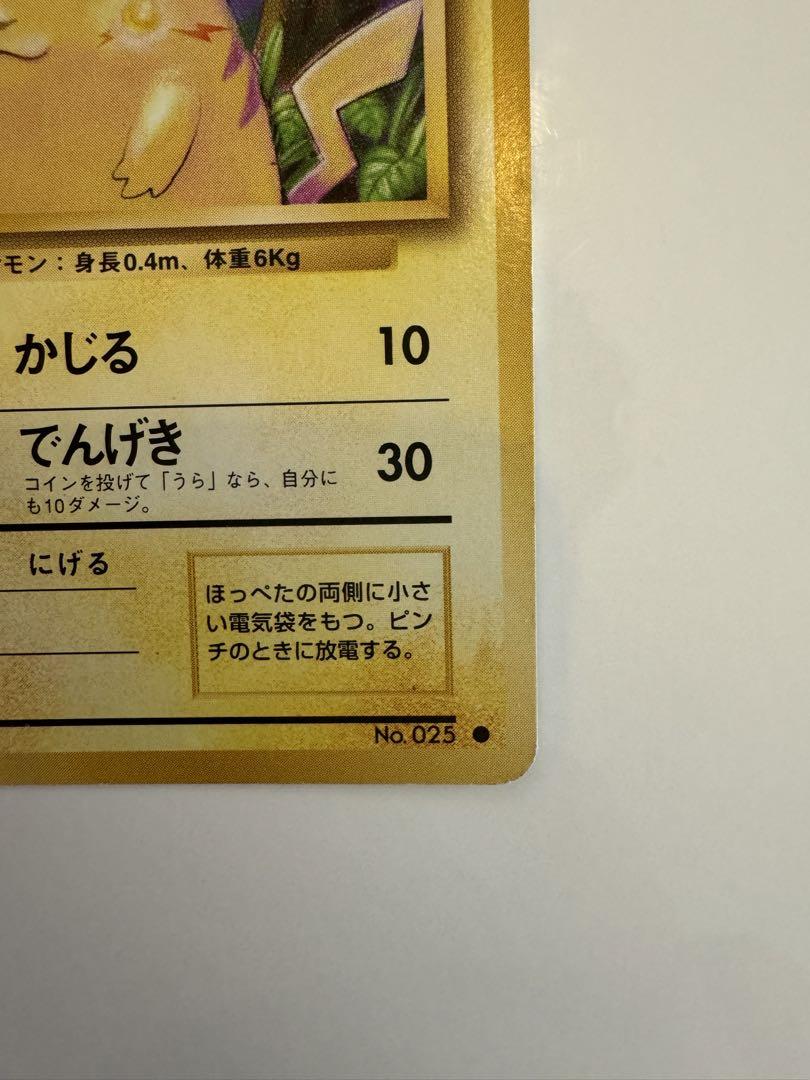 モン：身長0.4m、体重6Kg
かじる 10
でんげき 30
コインを投げて「うら」なら、自分に
も10ダメージ。
にげる
ほっぺたの両側に小さ
い電気袋をもつ。ピン
チのときに放電する。
No. 025 ●